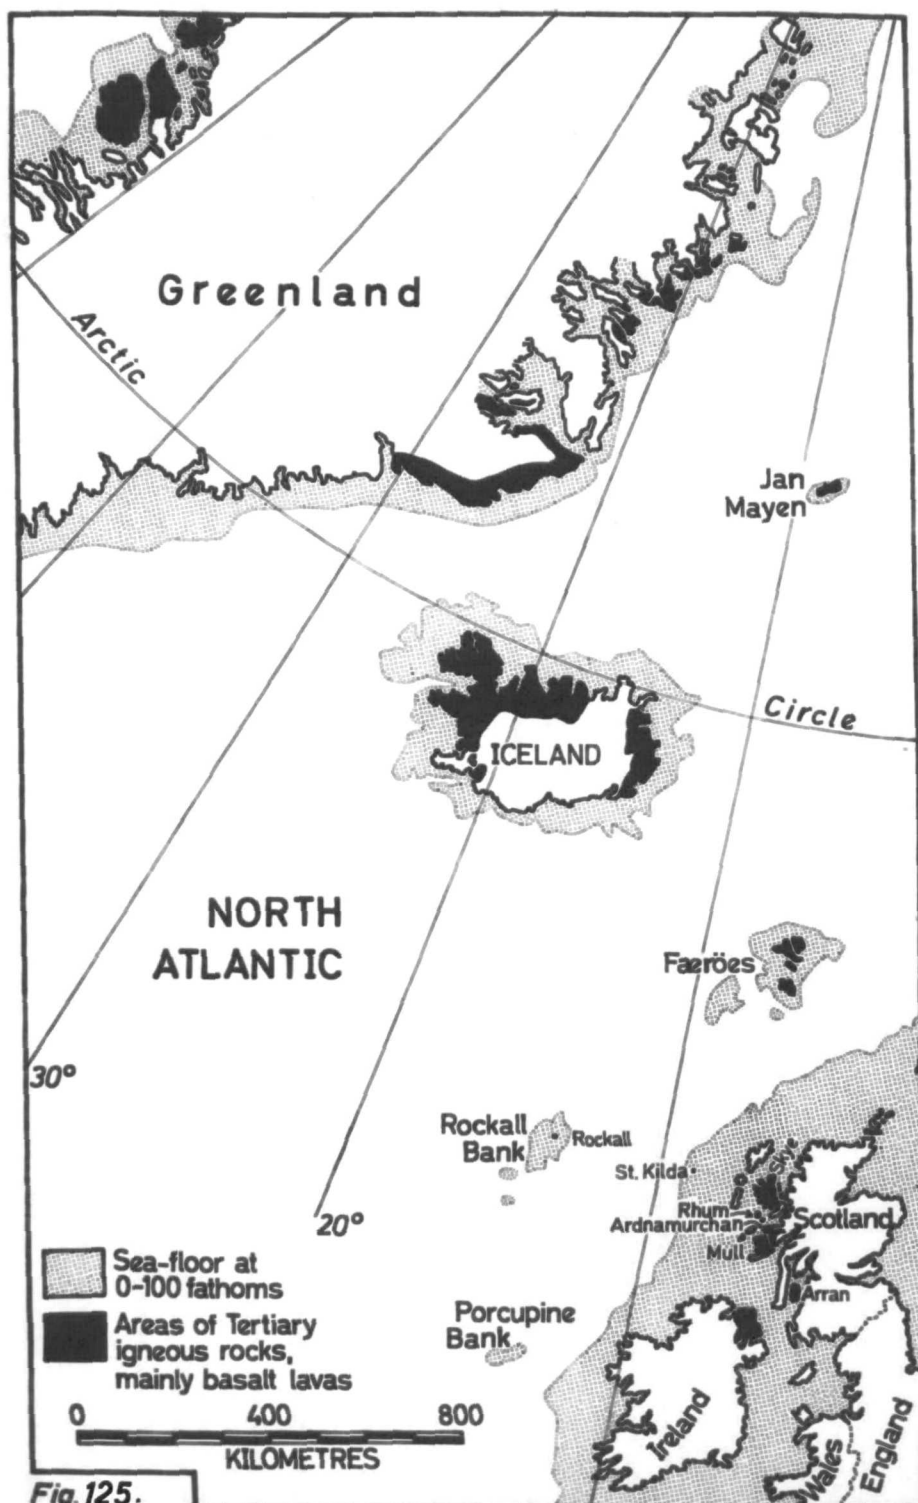 Greenland
Arctic
Jan
Mayen
Circle
ICELAND
NORTH
ATLANTIC
Færöes
30°
Rockall
Bank
Rockall
St. Kilda
Skye
Rhum
Ardnamurchan
Scotland
Mull
20°
Arran
Sea-floor at
0-100 fathoms
Areas of Tertiary
igneous rocks,
mainly basalt lavas
Porcupine
Bank
0 400 800
KILOMETRES
Ireland
Wales
England
Fig. 125.